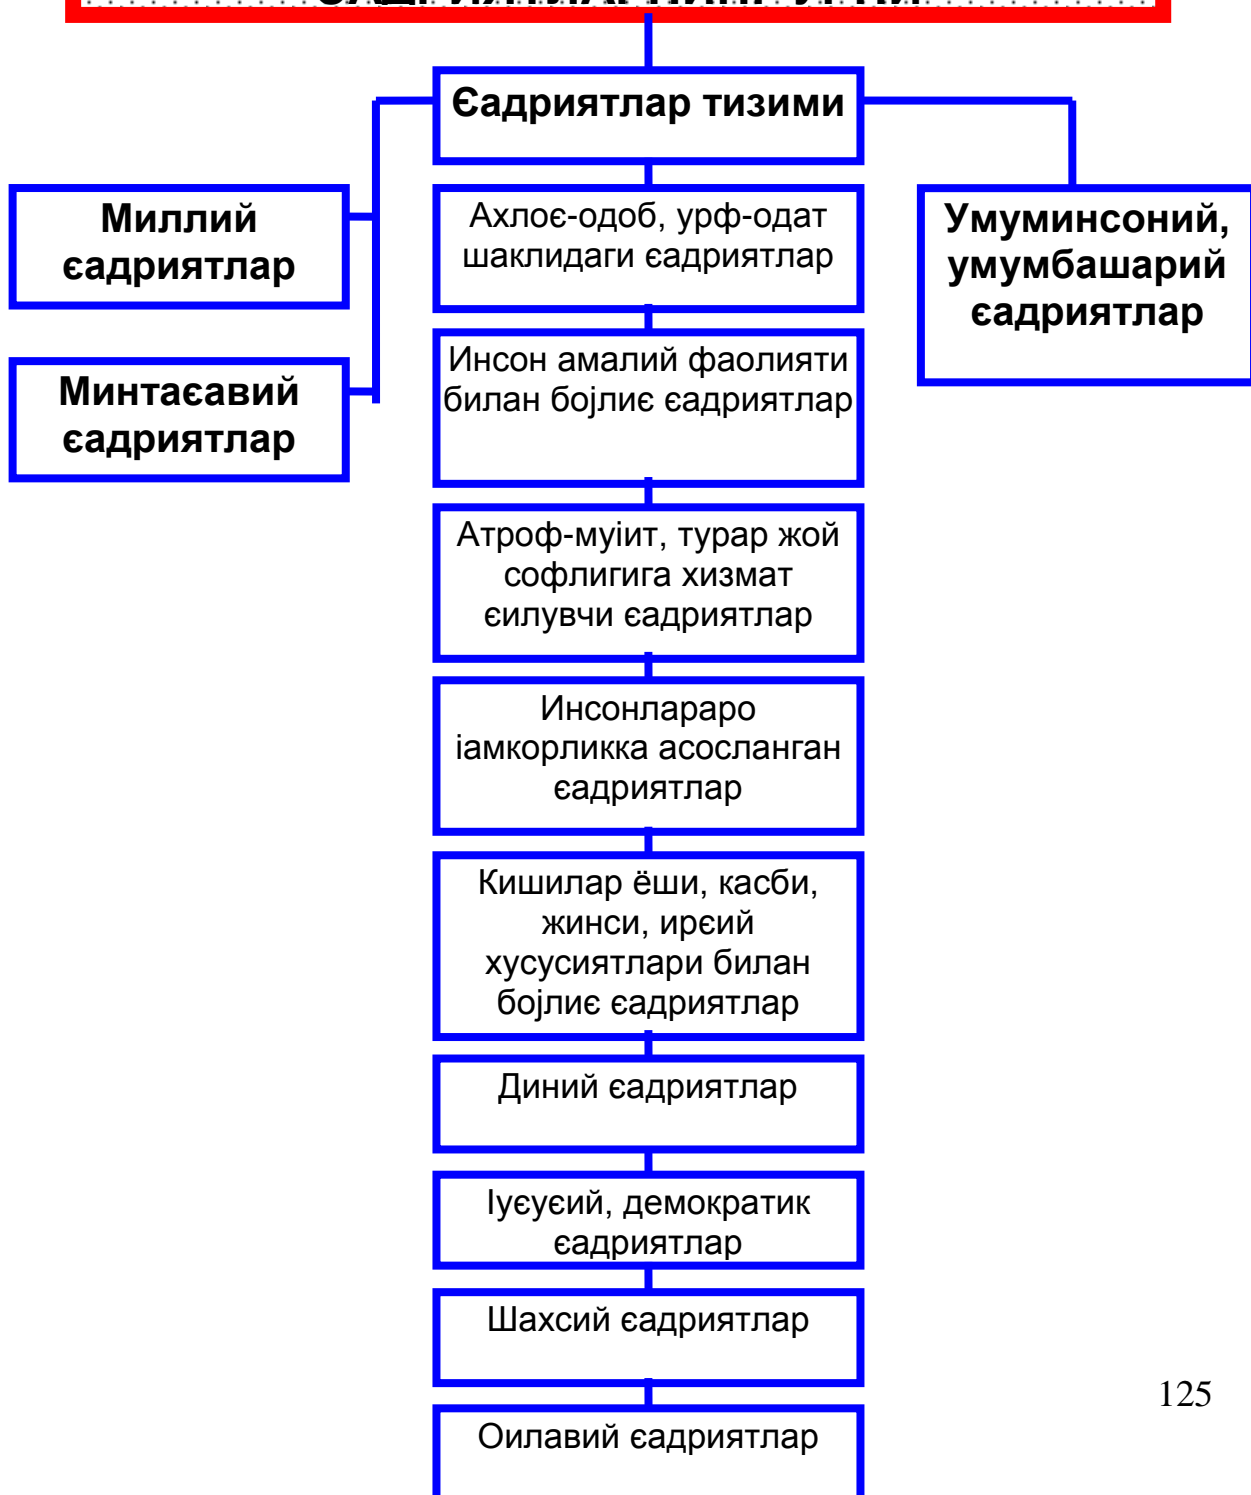 Єадриятлар тизими
Миллий
єадриятлар
Ахлоє-одоб, урф-одат
шаклидаги єадриятлар
Умуминсоний,
умумбашарий
єадриятлар
Минтаєавий
єадриятлар
Инсон амалий фаолияти
билан бојлиє єадриятлар
Атроф-муіит, турар жой
софлигига хизмат
єилувчи єадриятлар
Инсонлараро
іамкорликка асосланган
єадриятлар
Кишилар ёши, касби,
жинси, ирєий
хусусиятлари билан
бојлиє єадриятлар
Диний єадриятлар
Іуєуєий, демократик
єадриятлар
Шахсий єадриятлар
Оилавий єадриятлар
125